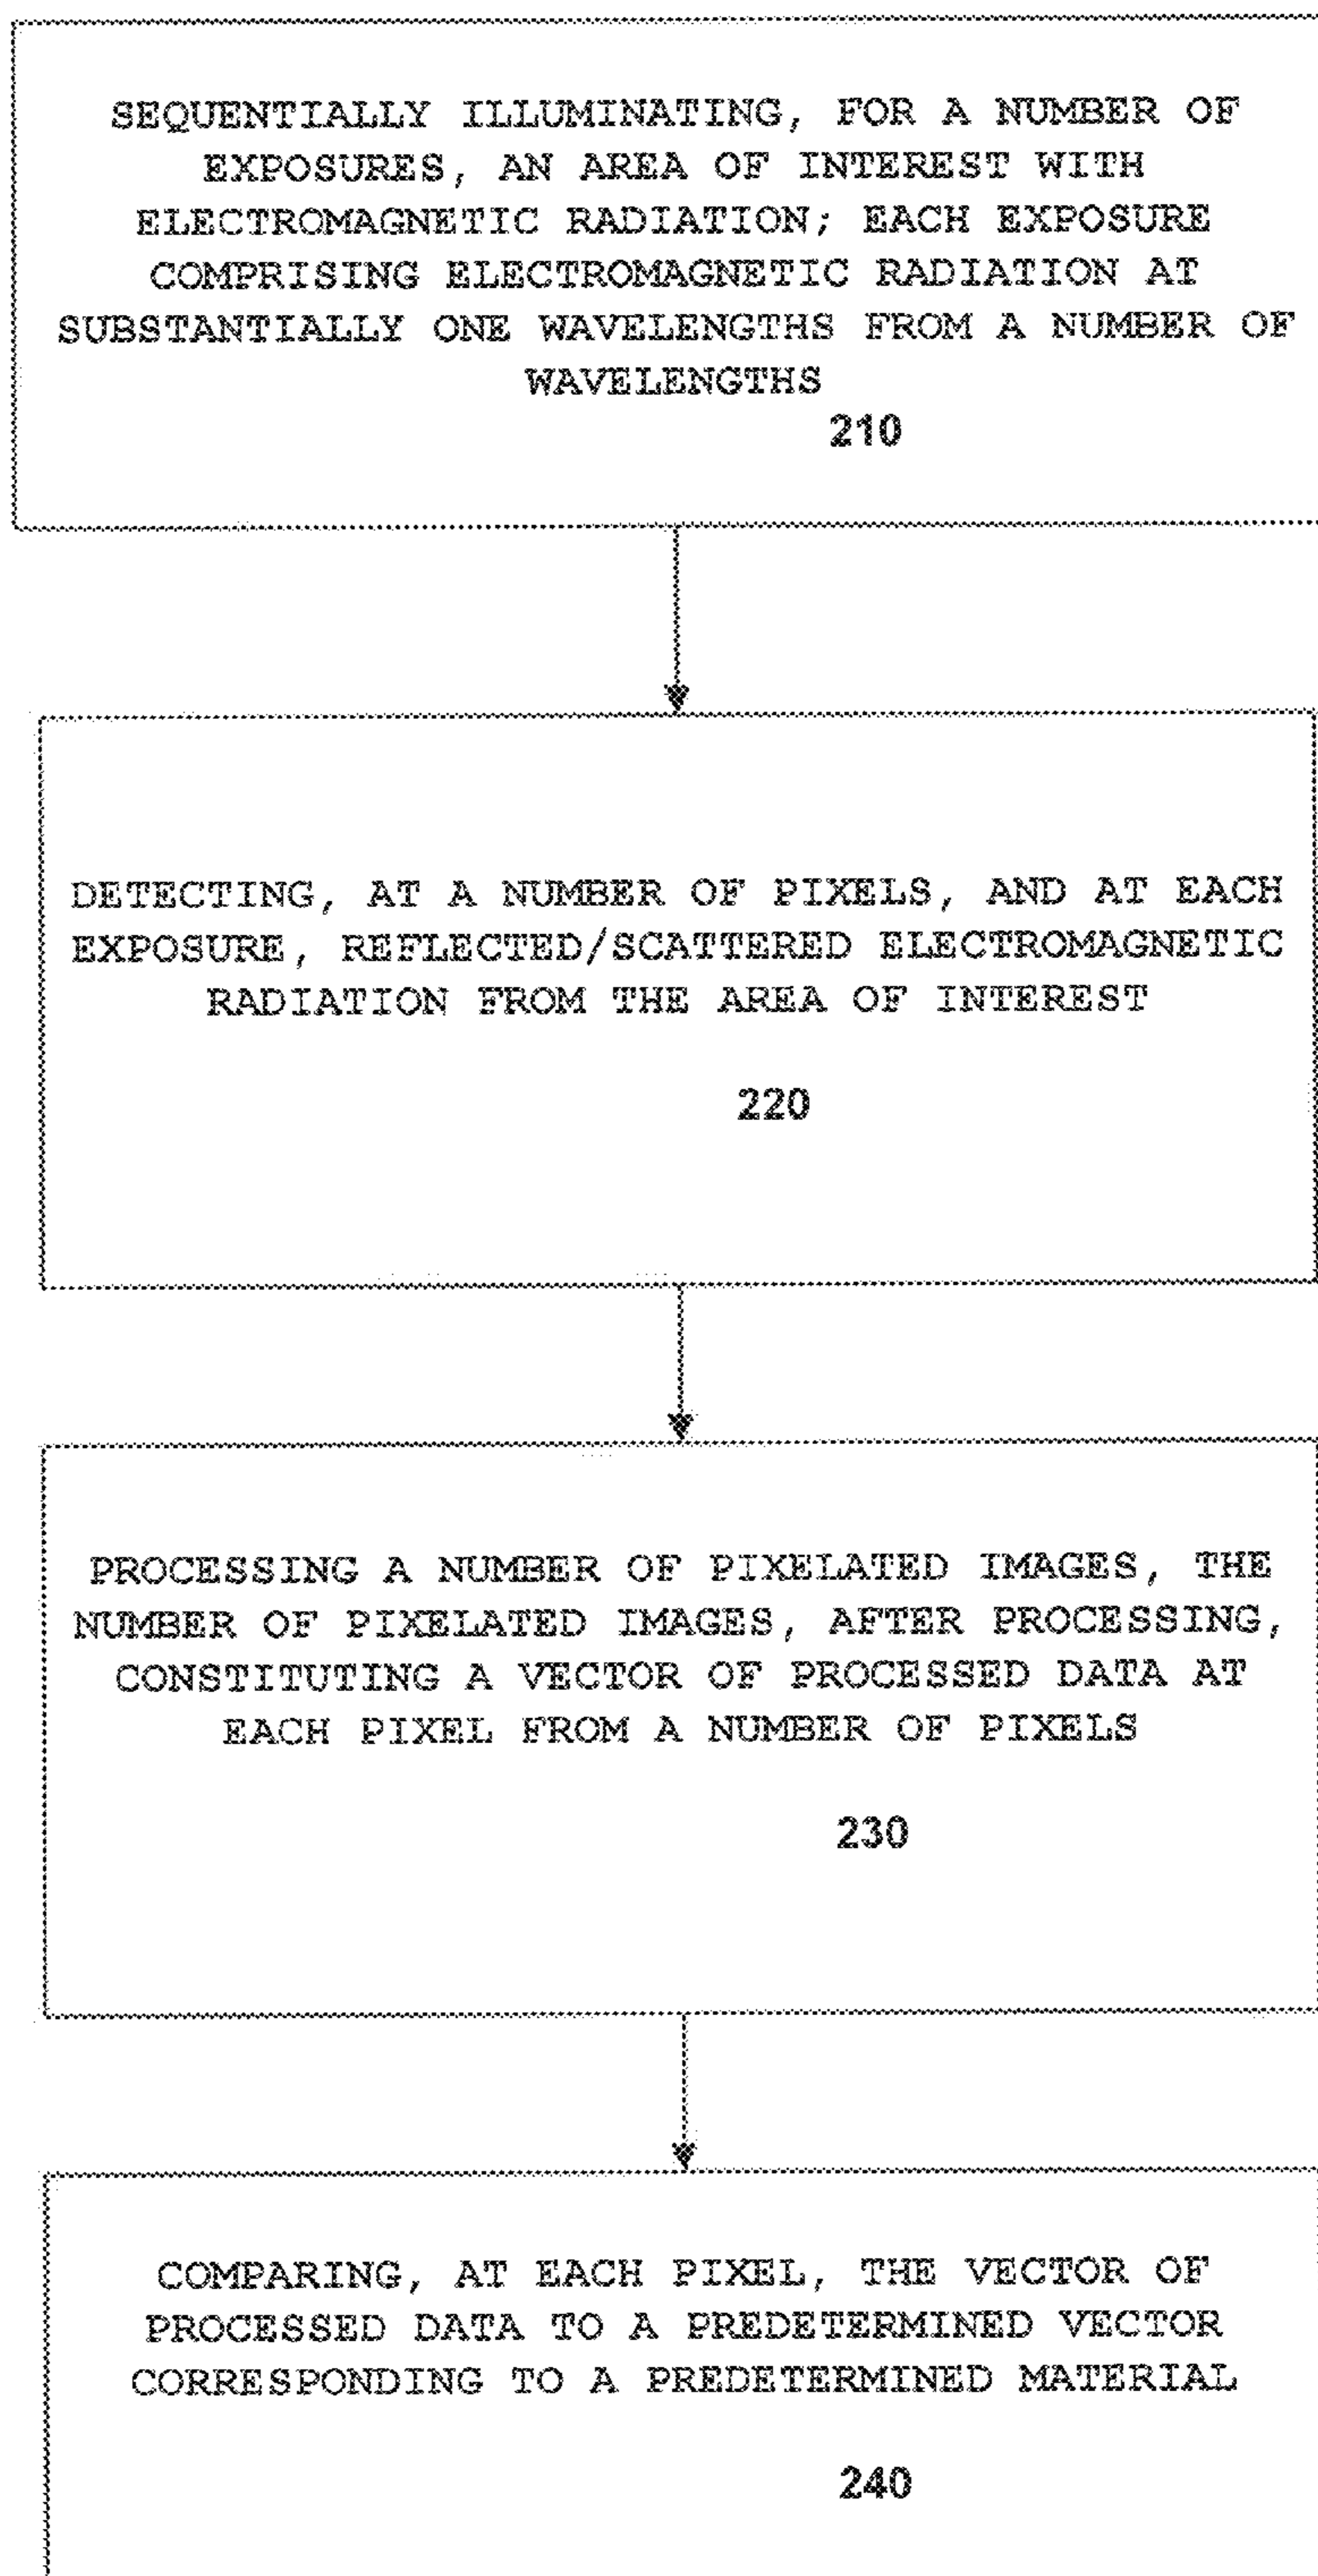 SEQUENTIALLY ILLUMINATING, FOR A NUMBER OF
EXPOSURES, AN AREA OF INTEREST WITH
ELECTROMAGNETIC RADIATION; EACH EXPOSURE
COMPRISING ELECTROMAGNETIC RADIATION AT
SUBSTANTIALLY ONE WAVELENGTHS FROM A NUMBER OF
WAVELENGTHS
210
DETECTING, AT A NUMBER OF PIXELS, AND AT EACH
EXPOSURE, REFLECTED/SCATTERED ELECTROMAGNETIC
RADIATION FROM THE AREA OF INTEREST
220
PROCESSING A NUMBER OF PIXELATED IMAGES, THE
NUMBER OF PIXELATED IMAGES, AFTER PROCESSING,
CONSTITUTING A VECTOR OF PROCESSED DATA AT
EACH PIXEL FROM A NUMBER OF PIXELS
230
COMPARING, AT EACH PIXEL, THE VECTOR OF
PROCESSED DATA TO A PREDETERMINED VECTOR
CORRESPONDING TO A PREDETERMINED MATERIAL
240